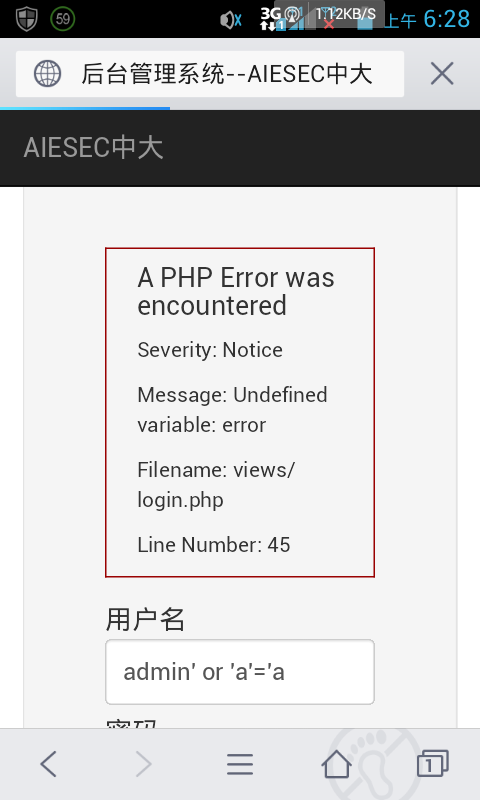 59
3G
1.12KB/S
上午 6:28
后台管理系统--AIESEC中大
AIESEC中大
A PHP Error was
encountered
Severity: Notice
Message: Undefined
variable: error
Filename: views/
login.php
Line Number: 45
用户名
admin' or 'a'='a
密码
1